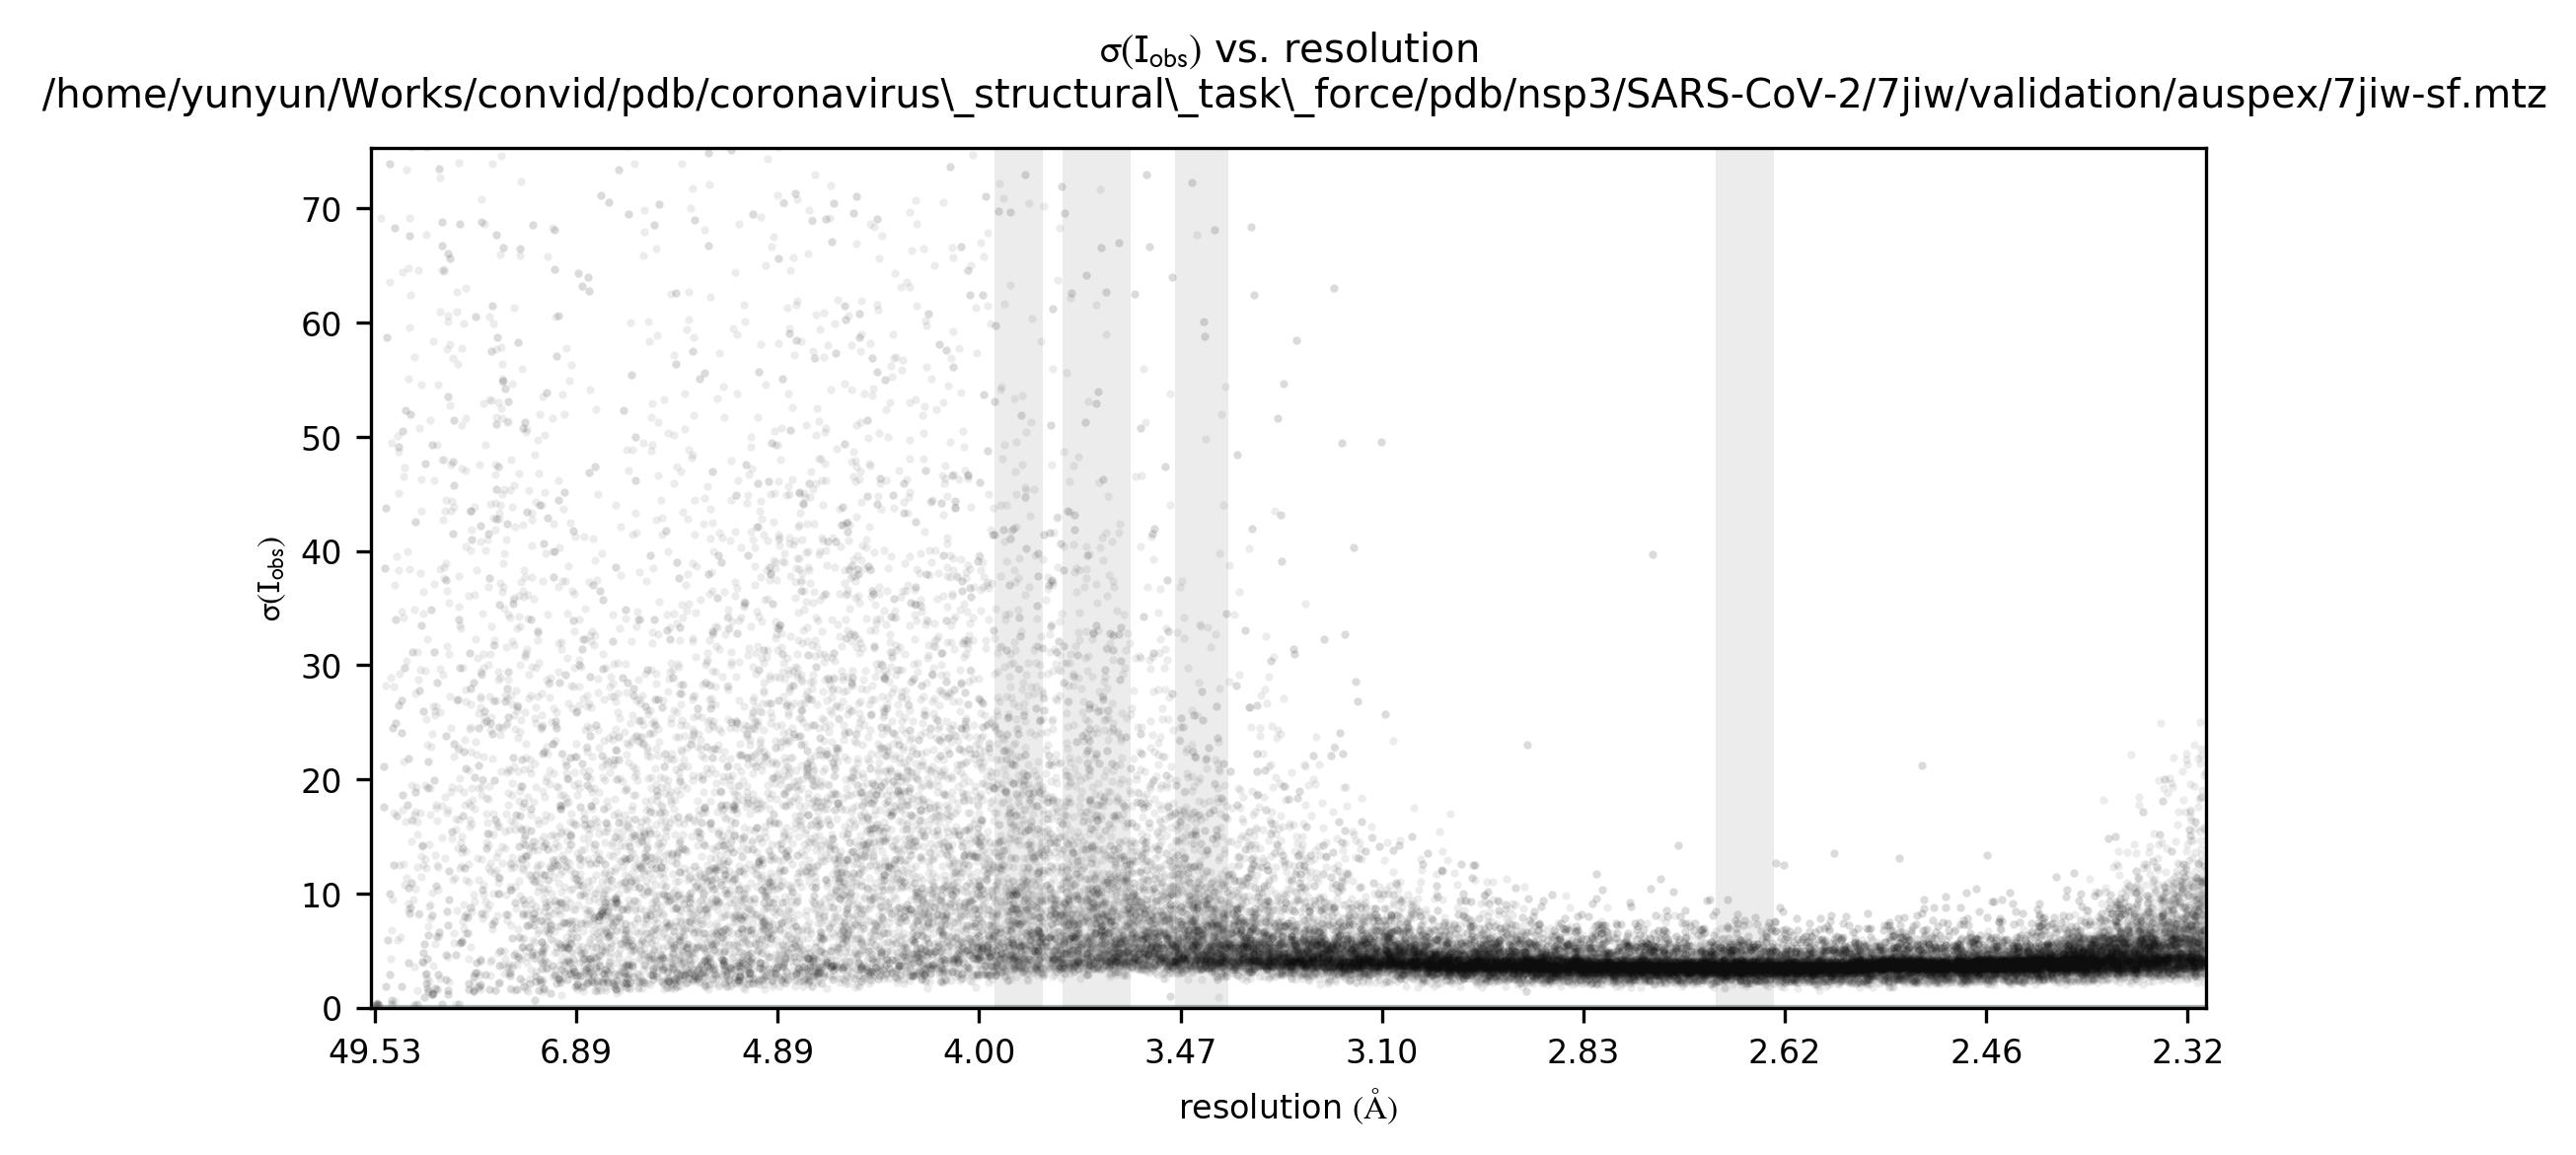 σ(I_obs) vs. resolution
/home/yunyun/Works/convid/pdb/coronavirus\_structural\_task\_force/pdb/nsp3/SARS-CoV-2/7jiw/validation/auspex/7jiw-sf.mtz
σ(I_obs)
70
60
50
40
30
20
10
0
49.53 6.89 4.89 4.00 3.47 3.10 2.83 2.62 2.46 2.32
resolution (Å)